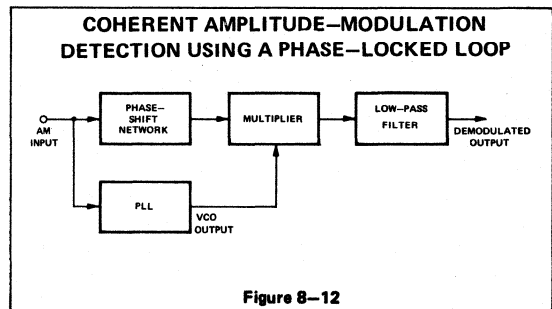 COHERENT AMPLITUDE—MODULATION
DETECTION USING A PHASE—LOCKED LOOP
AM
INPUT
PHASE—
SHIFT
NETWORK
MULTIPLIER
LOW—PASS
FILTER
DEMODULATED
OUTPUT
PLL
VCO
OUTPUT
Figure 8—12